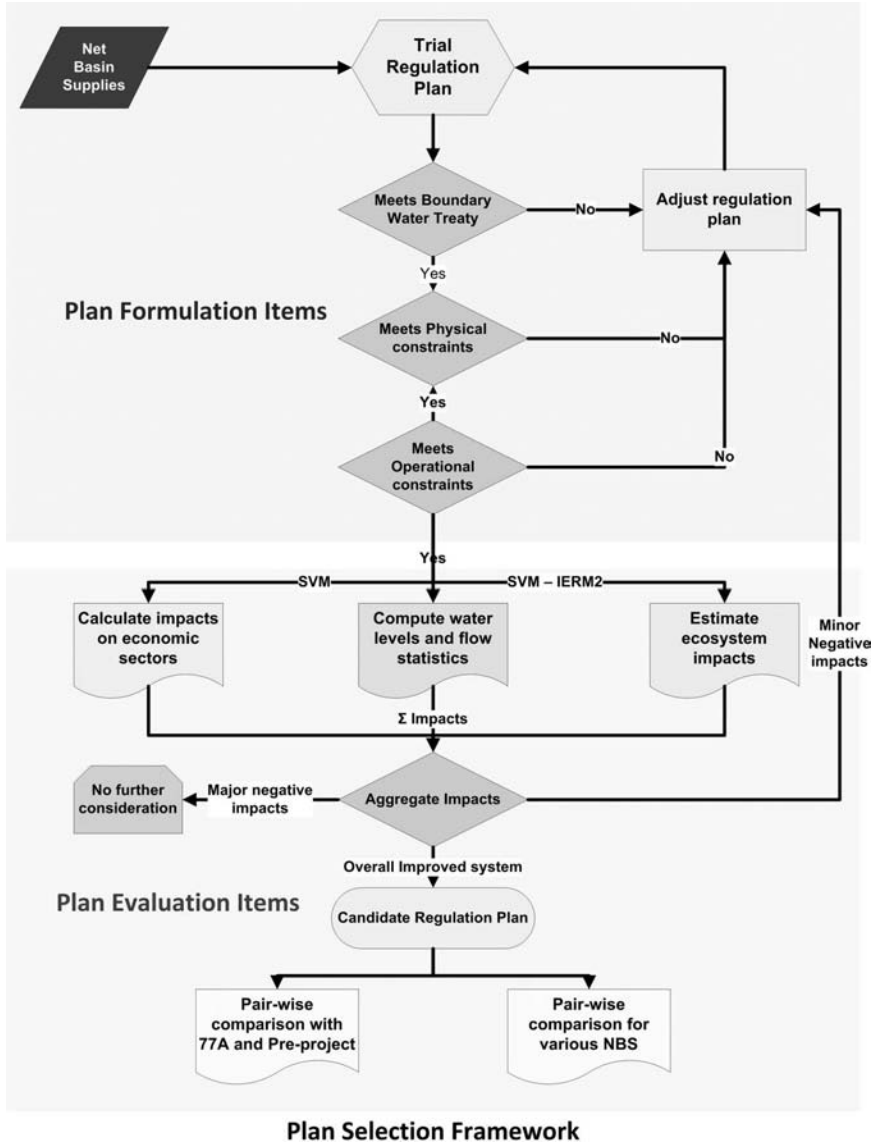 Net
Basin
Supplies
Trial
Regulation
Plan
Meets Boundary
Water Treaty
No
Adjust regulation
plan
Yes
Plan Formulation Items
Meets Physical
constraints
No
Yes
Meets
Operational
constraints
No
Yes
SVM
SVM – IERM2
Calculate impacts
on economic
sectors
Compute water
levels and flow
statistics
Estimate
ecosystem
impacts
Minor
Negative
impacts
Σ Impacts
No further
consideration
Major negative
impacts
Aggregate Impacts
Overall Improved system
Plan Evaluation Items
Candidate Regulation Plan
Pair-wise
comparison with
77A and Pre-project
Pair-wise
comparison for
various NBS
Plan Selection Framework